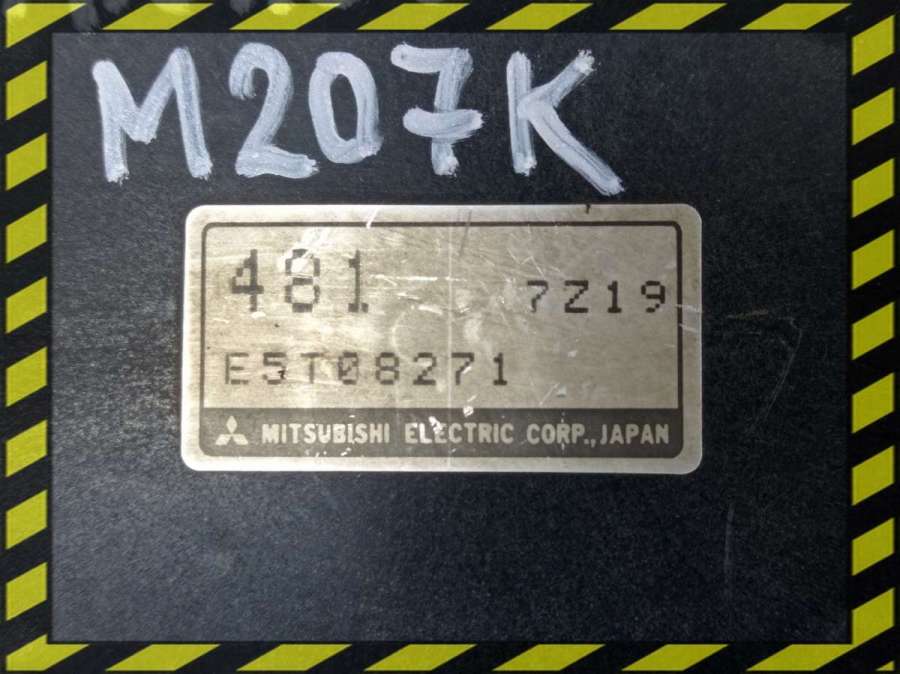 M207K
481 7Z19
E5T08271
MITSUBISHI ELECTRIC CORP., JAPAN